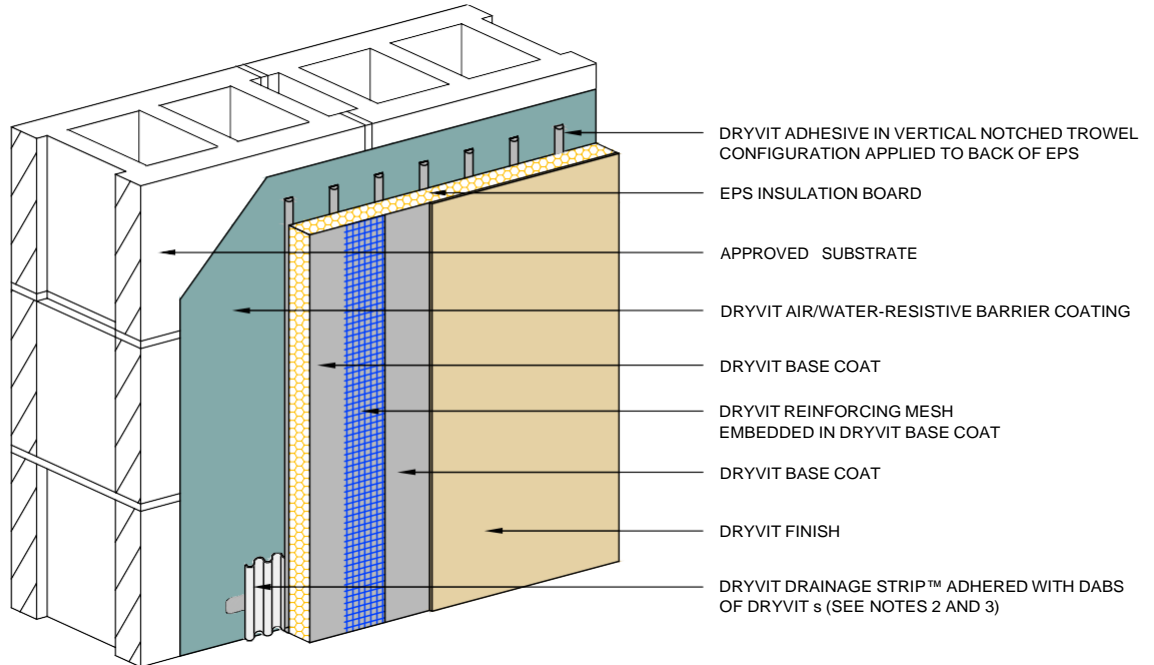 DRYVIT ADHESIVE IN VERTICAL NOTCHED TROWEL
CONFIGURATION APPLIED TO BACK OF EPS
EPS INSULATION BOARD
APPROVED SUBSTRATE
DRYVIT AIR/WATER-RESISTIVE BARRIER COATING
DRYVIT BASE COAT
DRYVIT REINFORCING MESH
EMBEDDED IN DRYVIT BASE COAT
DRYVIT BASE COAT
DRYVIT FINISH
DRYVIT DRAINAGE STRIP™ ADHERED WITH DABS
OF DRYVIT s (SEE NOTES 2 AND 3)